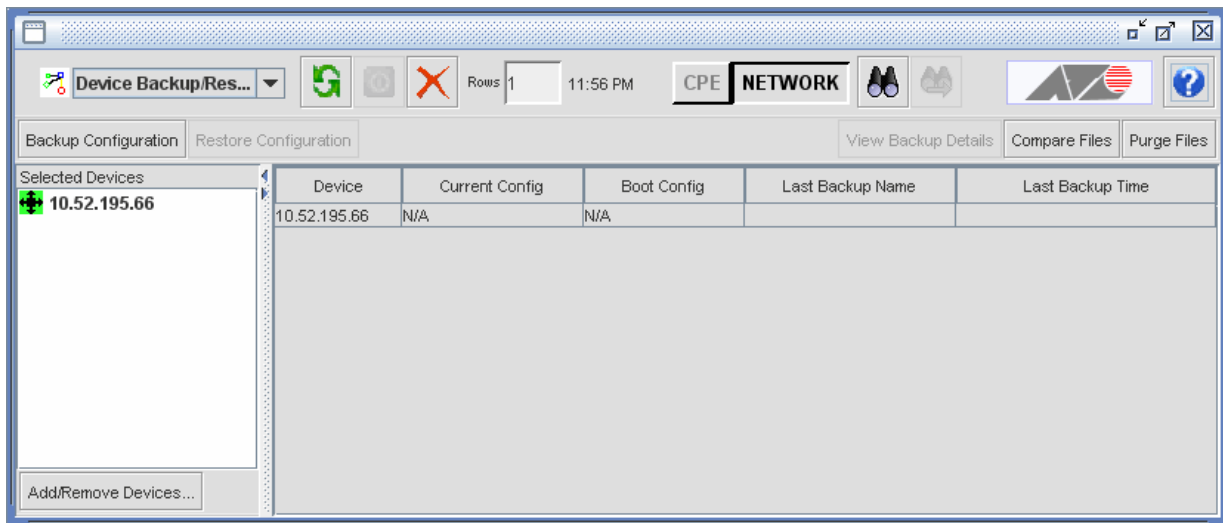 Device Backup/Res... Rows 1 11:56 PM CPE NETWORK
Backup Configuration Restore Configuration View Backup Details Compare Files Purge Files
Selected Devices
10.52.195.66
Device Current Config Boot Config Last Backup Name Last Backup Time
10.52.195.66 N/A N/A
Add/Remove Devices...